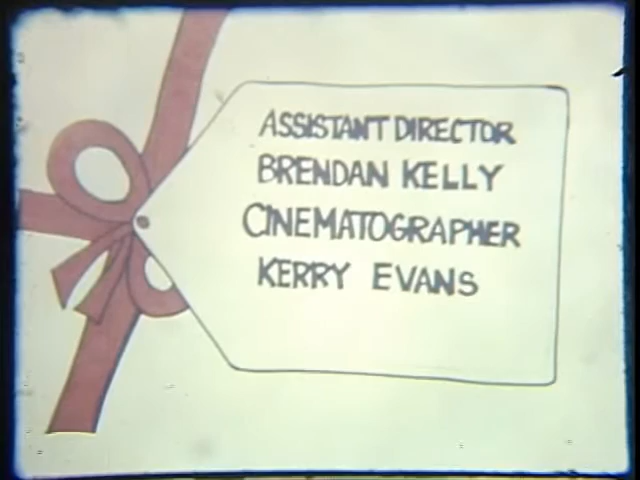 ASSISTANT DIRECTOR
BRENDAN KELLY
CINEMATOGRAPHER
KERRY EVANS